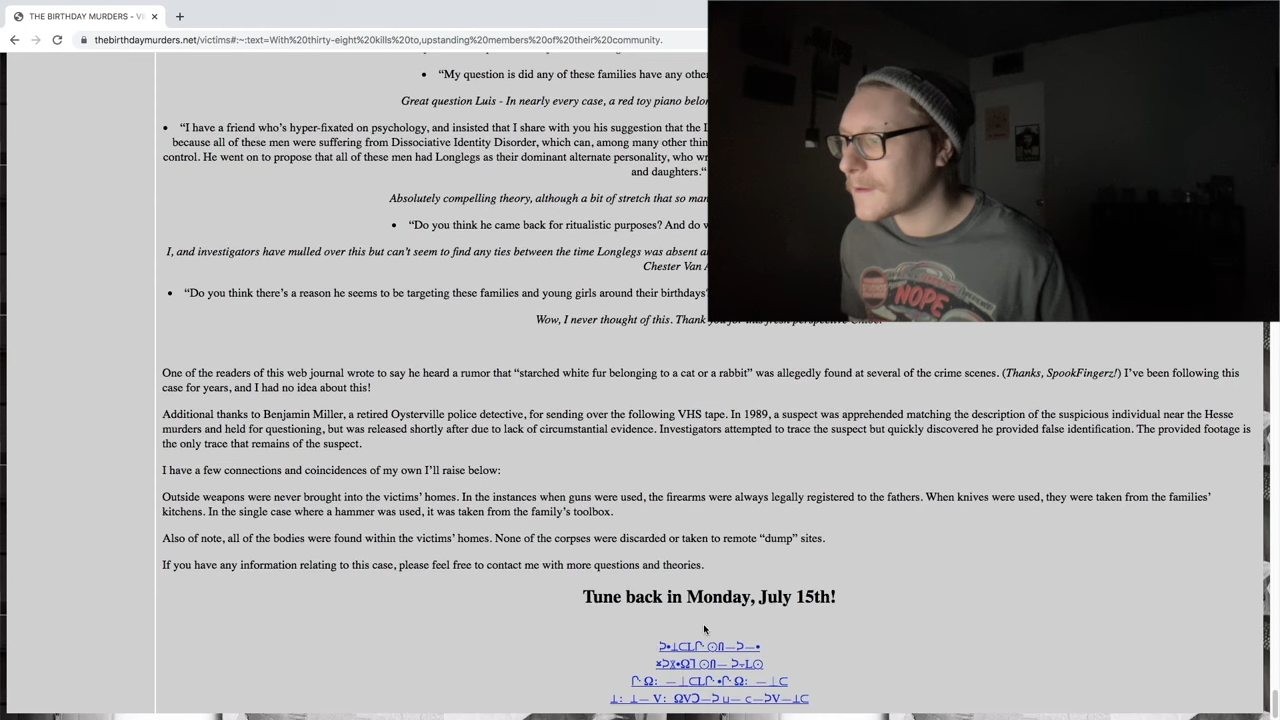 THE BIRTHDAY MURDERS - VI
thebirthdaymurders.net/victims#:~:text=With%20thirty-eight%20kills%20to,upstanding%20members%20of%20their%20community.
• “My question is did any of these families have any other
Great question Luis - In nearly every case, a red toy piano belon
• “I have a friend who’s hyper-fixated on psychology, and insisted that I share with you his suggestion that the L
because all of these men were suffering from Dissociative Identity Disorder, which can, among many other thin
control. He went on to propose that all of these men had Longlegs as their dominant alternate personality, who wr
and daughters.“
Absolutely compelling theory, although a bit of stretch that so man
• “Do you think he came back for ritualistic purposes? And do w
I, and investigators have mulled over this but can’t seem to find any ties between the time Longlegs was absent an
Chester Van
• “Do you think there’s a reason he seems to be targeting these families and young girls around their birthdays?
Wow, I never thought of this. Thank you for this fresh perspective Chloe.
NOPE
One of the readers of this web journal wrote to say he heard a rumor that “starched white fur belonging to a cat or a rabbit” was allegedly found at several of the crime scenes. (Thanks, SpookFingerz!) I’ve been following this
case for years, and I had no idea about this!
Additional thanks to Benjamin Miller, a retired Oysterville police detective, for sending over the following VHS tape. In 1989, a suspect was apprehended matching the description of the suspicious individual near the Hesse
murders and held for questioning, but was released shortly after due to lack of circumstantial evidence. Investigators attempted to trace the suspect but quickly discovered he provided false identification. The provided footage is
the only trace that remains of the suspect.
I have a few connections and coincidences of my own I’ll raise below:
Outside weapons were never brought into the victims’ homes. In the instances when guns were used, the firearms were always legally registered to the fathers. When knives were used, they were taken from the families’
kitchens. In the single case where a hammer was used, it was taken from the family’s toolbox.
Also of note, all of the bodies were found within the victims’ homes. None of the corpses were discarded or taken to remote “dump” sites.
If you have any information relating to this case, please feel free to contact me with more questions and theories.
Tune back in Monday, July 15th!